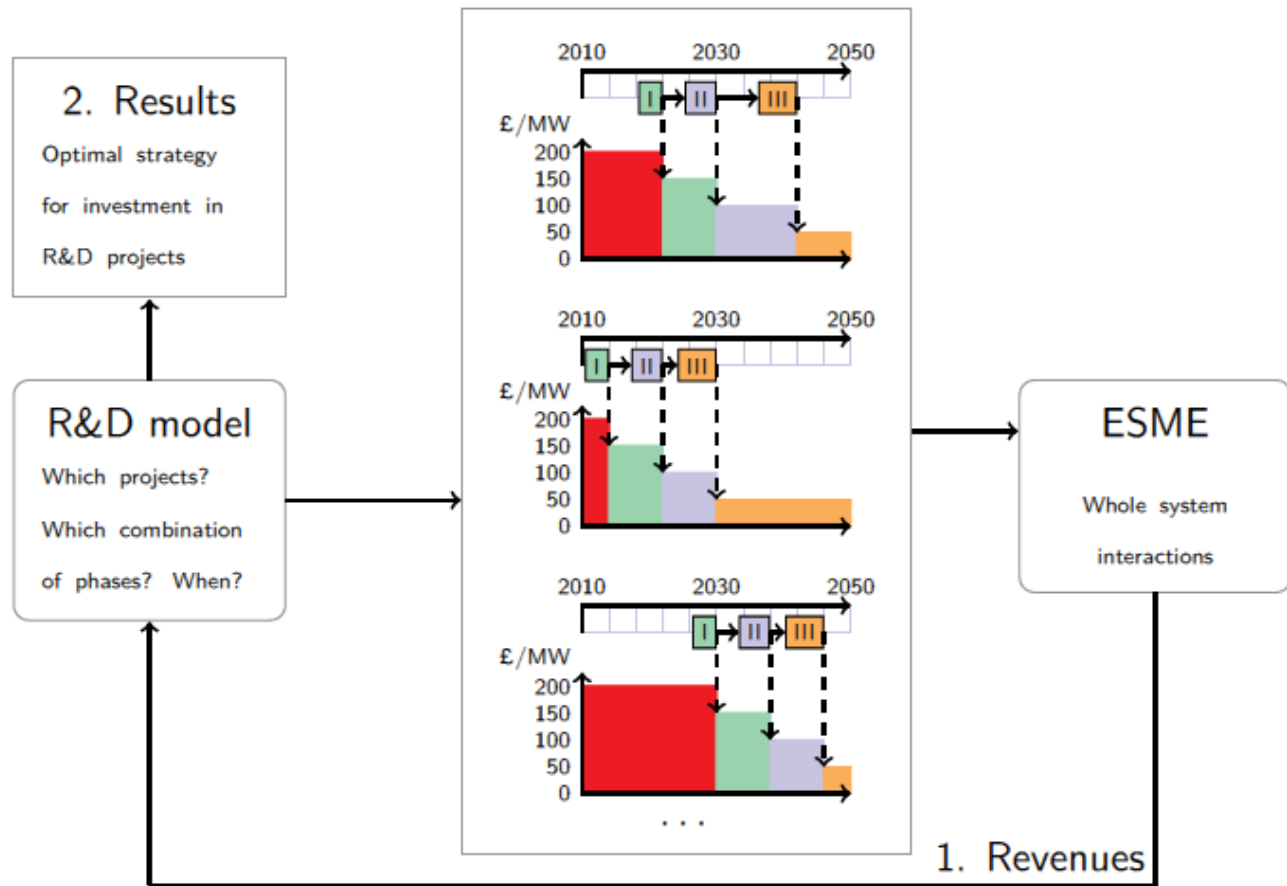 2. Results
Optimal strategy
for investment in
R&D projects
R&D model
Which projects?
Which combination
of phases? When?
2010 2030 2050
I II III
£/MW
200
150
100
50
0
2010 2030 2050
I II III
£/MW
200
150
100
50
0
2010 2030 2050
I II III
£/MW
200
150
100
50
0
. . .
ESME
Whole system
interactions
1. Revenues